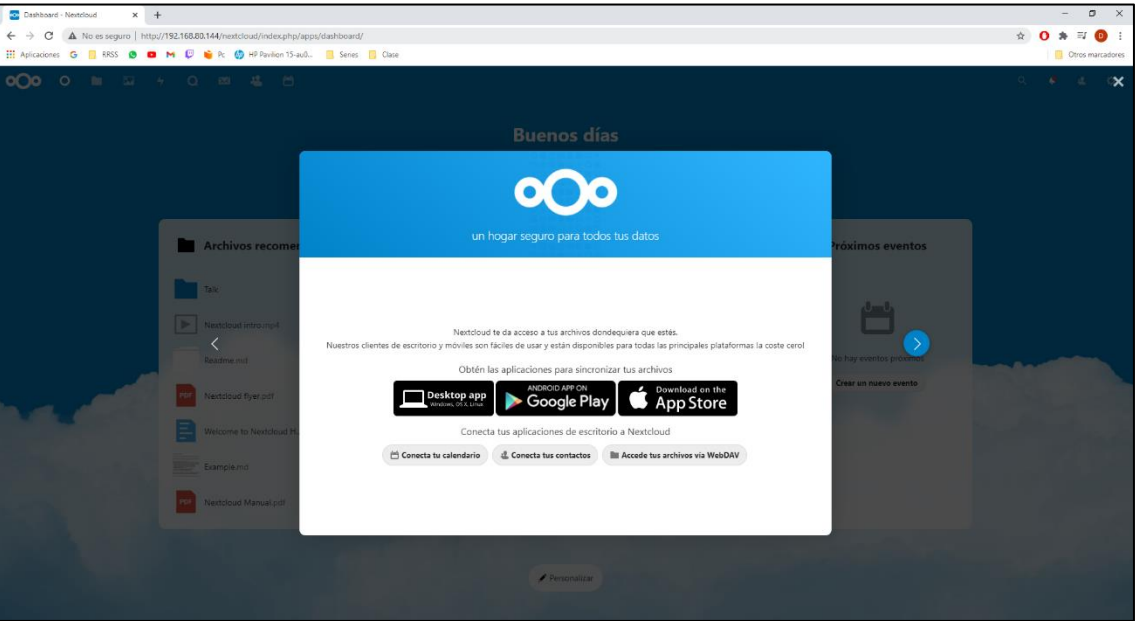 Dashboard - Nextcloud
No es seguro | http://192.168.80.144/nextcloud/index.php/apps/dashboard/
Aplicaciones RRSS Pc HP Pavilion 15-au0... Series Clase Otros marcadores
Buenos días
un hogar seguro para todos tus datos
Archivos recomen
Próximos eventos
Talk
Nextcloud intro.mp4
Readme.md
Nextcloud flyer.pdf
Welcome to Nextcloud H
Example.md
Nextcloud Manual.pdf
Nextcloud te da acceso a tus archivos dondequiera que estés.
Nuestros clientes de escritorio y móviles son fáciles de usar y están disponibles para todas las principales plataformas la coste cero!
Obtén las aplicaciones para sincronizar tus archivos
Desktop app
Windows, OS X, Linux
ANDROID APP ON
Google Play
Download on the
App Store
Conecta tus aplicaciones de escritorio a Nextcloud
Conecta tu calendario
Conecta tus contactos
Accede tus archivos vía WebDAV
No hay eventos próximos
Crear un nuevo evento
Personalizar